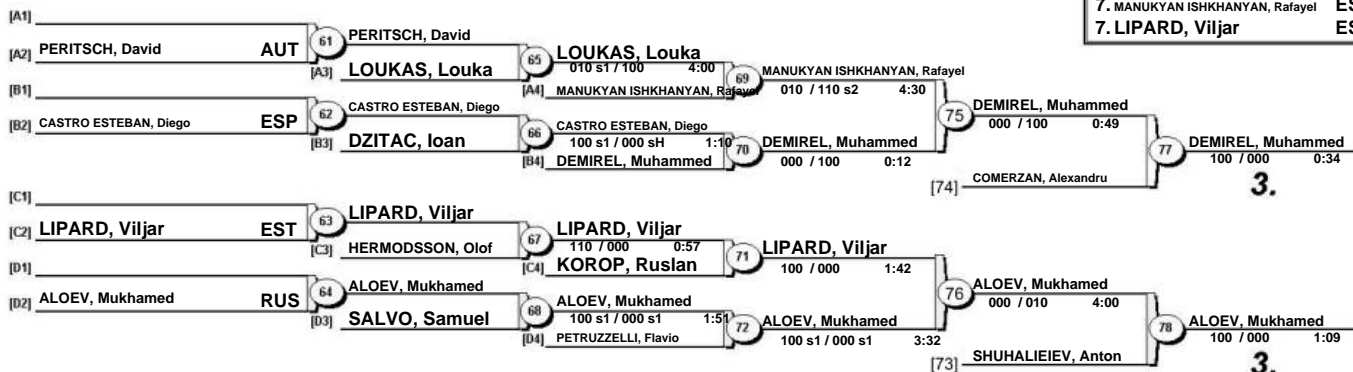 7. MANUKYAN ISHKHANYAN, Rafayel ES
7. LIPARD, Viljar ES
[A1]
[A2] PERITSCH, David AUT
61
PERITSCH, David
[A3] LOUKAS, Louka
65
LOUKAS, Louka
010 s1 / 100 4:00
[A4] MANUKYAN ISHKHANYAN, Rafayel
69
MANUKYAN ISHKHANYAN, Rafayel
010 / 110 s2 4:30
[B1]
[B2] CASTRO ESTEBAN, Diego ESP
62
CASTRO ESTEBAN, Diego
[B3] DZITAC, Ioan
66
CASTRO ESTEBAN, Diego
100 s1 / 000 sH 1:10
[B4] DEMIREL, Muhammed
70
DEMIREL, Muhammed
000 / 100 0:12
75
DEMIREL, Muhammed
000 / 100 0:49
[74] COMERZAN, Alexandru
77
DEMIREL, Muhammed
100 / 000 0:34
3.
[C1]
[C2] LIPARD, Viljar EST
63
LIPARD, Viljar
[C3] HERMODSSON, Olof
67
LIPARD, Viljar
110 / 000 0:57
[C4] KOROP, Ruslan
71
LIPARD, Viljar
100 / 000 1:42
[D1]
[D2] ALOEV, Mukhamed RUS
64
ALOEV, Mukhamed
[D3] SALVO, Samuel
68
ALOEV, Mukhamed
100 s1 / 000 s1 1:51
[D4] PETRUZZELLI, Flavio
72
ALOEV, Mukhamed
100 s1 / 000 s1 3:32
76
ALOEV, Mukhamed
000 / 010 4:00
[73] SHUHALIEIEV, Anton
78
ALOEV, Mukhamed
100 / 000 1:09
3.